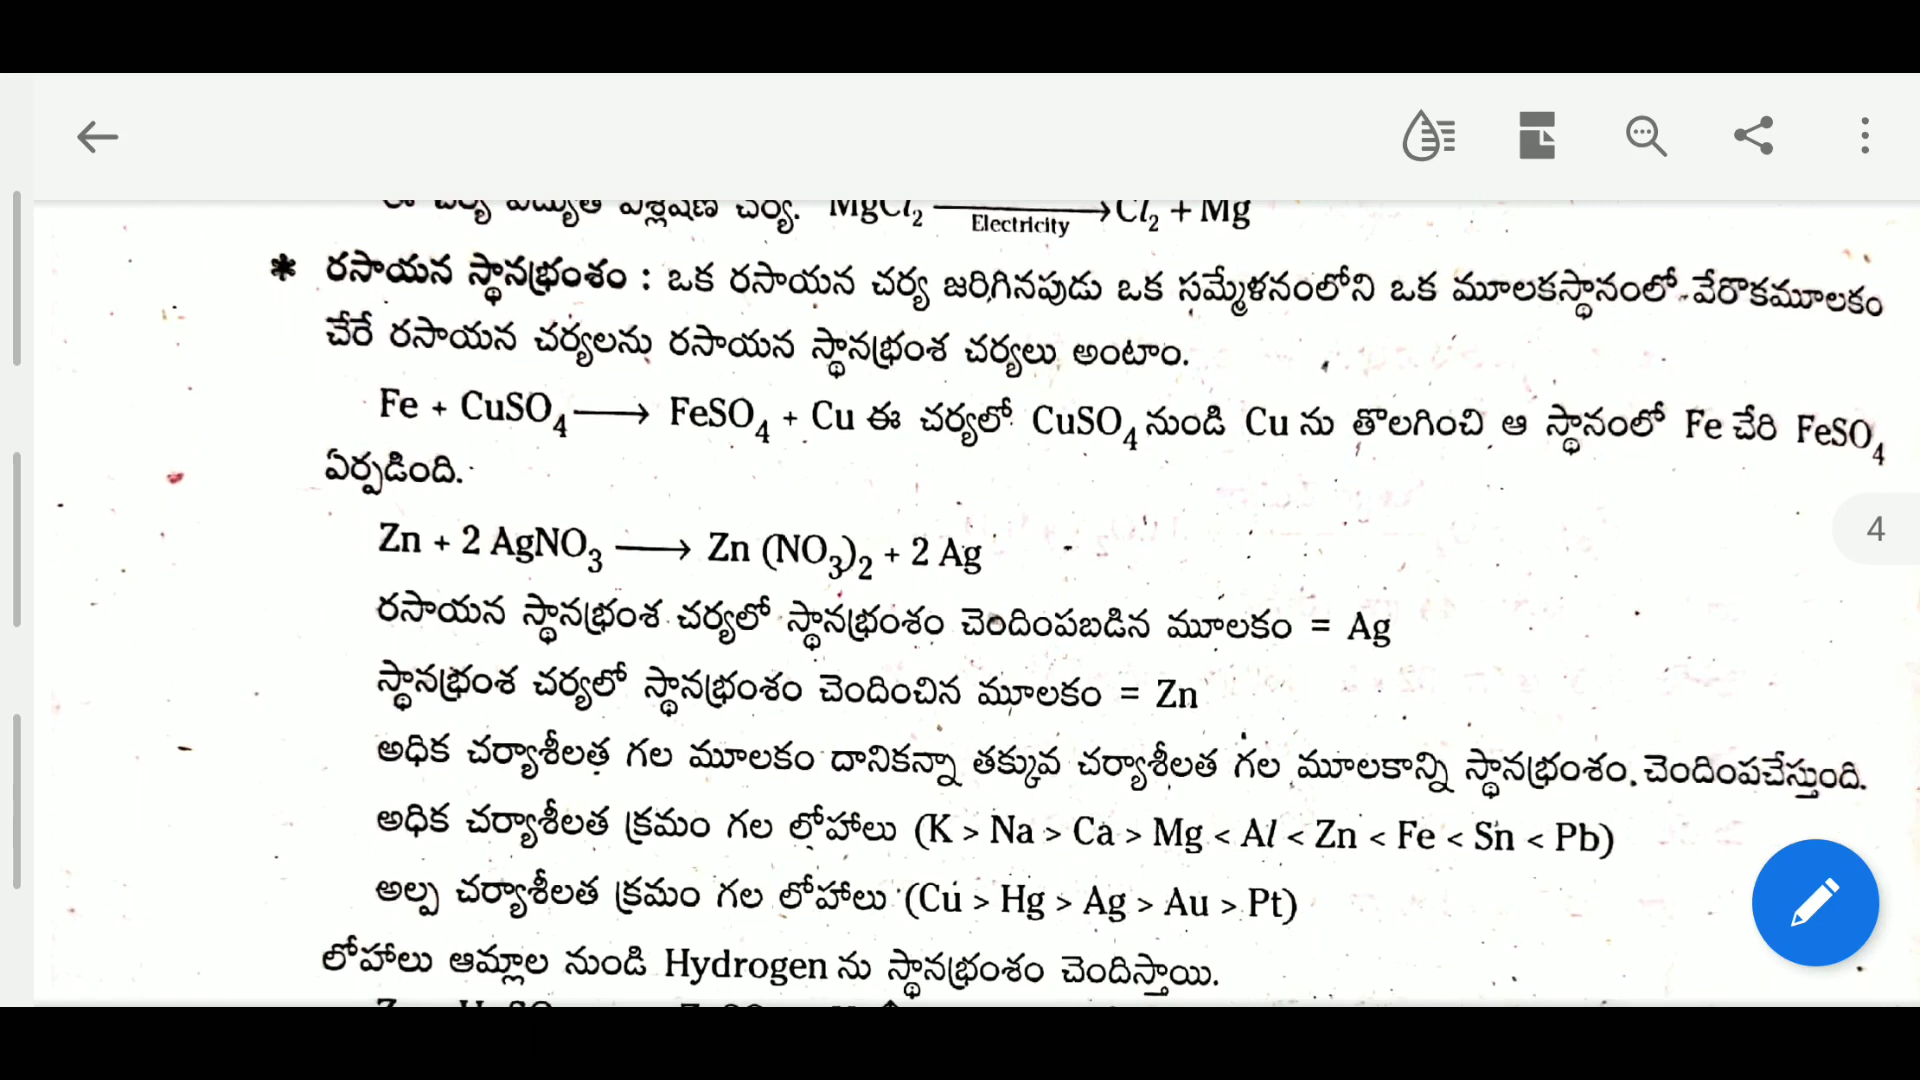 ఈ చర్య విద్యుత్ విశ్లేషణ చర్య. MgCl₂ ⟶ Cl₂ + Mg
Electricity
* రసాయన స్థానభ్రంశం : ఒక రసాయన చర్య జరిగినపుడు ఒక సమ్మేళనంలోని ఒక మూలకస్థానంలో వేరొకమూలకం
చేరే రసాయన చర్యలను రసాయన స్థానభ్రంశ చర్యలు అంటాం.
Fe + CuSO₄ ⟶ FeSO₄ + Cu ఈ చర్యలో CuSO₄ నుండి Cu ను తొలగించి ఆ స్థానంలో Fe చేరి FeSO₄
ఏర్పడింది.
4
Zn + 2 AgNO₃ ⟶ Zn (NO₃)₂ + 2 Ag
రసాయన స్థానభ్రంశ చర్యలో స్థానభ్రంశం చెందింపబడిన మూలకం = Ag
స్థానభ్రంశ చర్యలో స్థానభ్రంశం చెందించిన మూలకం = Zn
అధిక చర్యాశీలత గల మూలకం దానికన్నా తక్కువ చర్యాశీలత గల మూలకాన్ని స్థానభ్రంశం చెందింపచేస్తుంది.
అధిక చర్యాశీలత క్రమం గల లోహాలు (K > Na > Ca > Mg < Al < Zn < Fe < Sn < Pb)
అల్ప చర్యాశీలత క్రమం గల లోహాలు (Cu > Hg > Ag > Au > Pt)
లోహాలు ఆమ్లాల నుండి Hydrogen ను స్థానభ్రంశం చెందిస్తాయి.